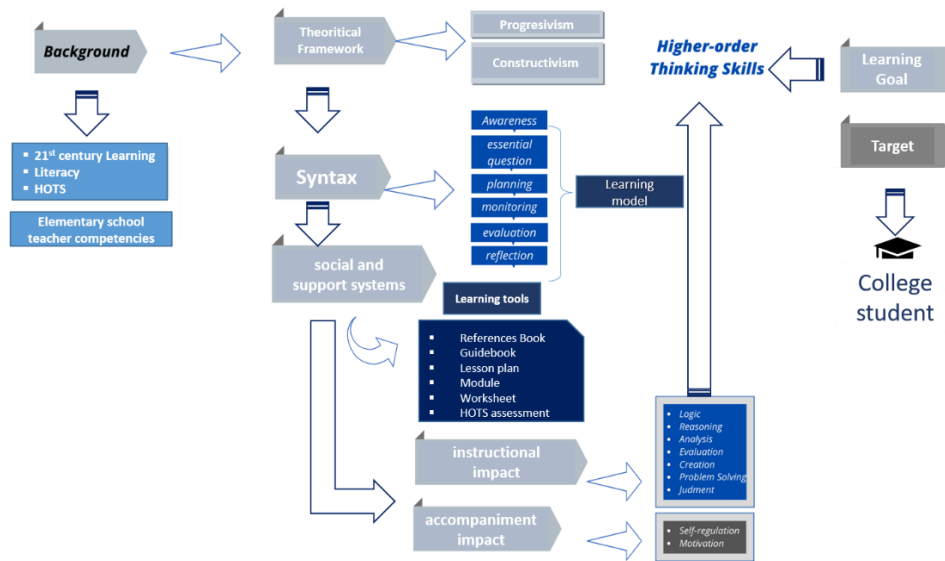 Background
21st century Learning
Literacy
HOTS
Elementary school
teacher competencies
Theoritical
Framework
Progresivism
Constructivism
Syntax
Awareness
essential
question
planning
monitoring
evaluation
reflection
Learning
model
social and
support systems
Learning tools
References Book
Guidebook
Lesson plan
Module
Worksheet
HOTS assessment
instructional
impact
accompaniment
impact
Higher-order
Thinking Skills
Logic
Reasoning
Analysis
Evaluation
Creation
Problem Solving
Judment
Self-regulation
Motivation
Learning
Goal
Target
College
student